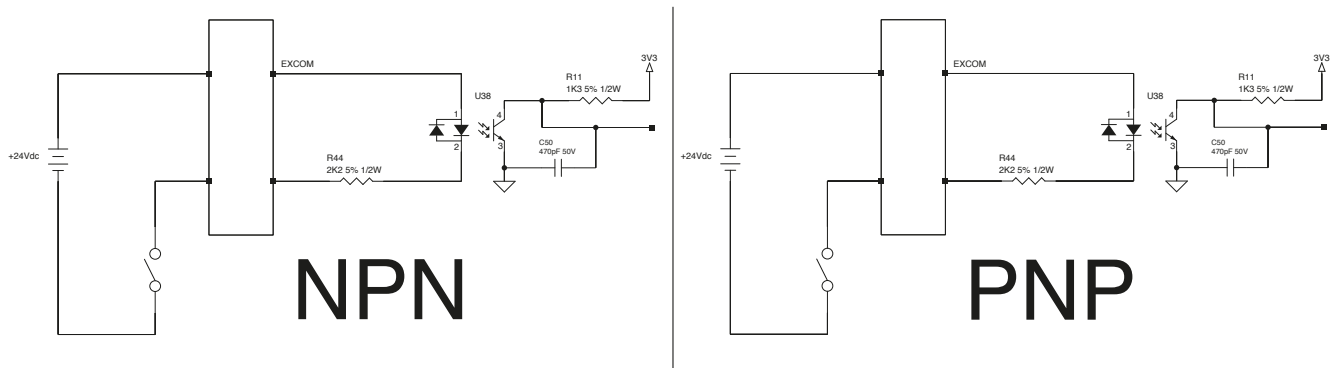 EXCOM
+24Vdc
R44
2K2 5% 1/2W
U38
1
2
4
3
R11
1K3 5% 1/2W
3V3
C50
470pF 50V
NPN
EXCOM
+24Vdc
R44
2K2 5% 1/2W
U38
1
2
4
3
R11
1K3 5% 1/2W
3V3
C50
470pF 50V
PNP